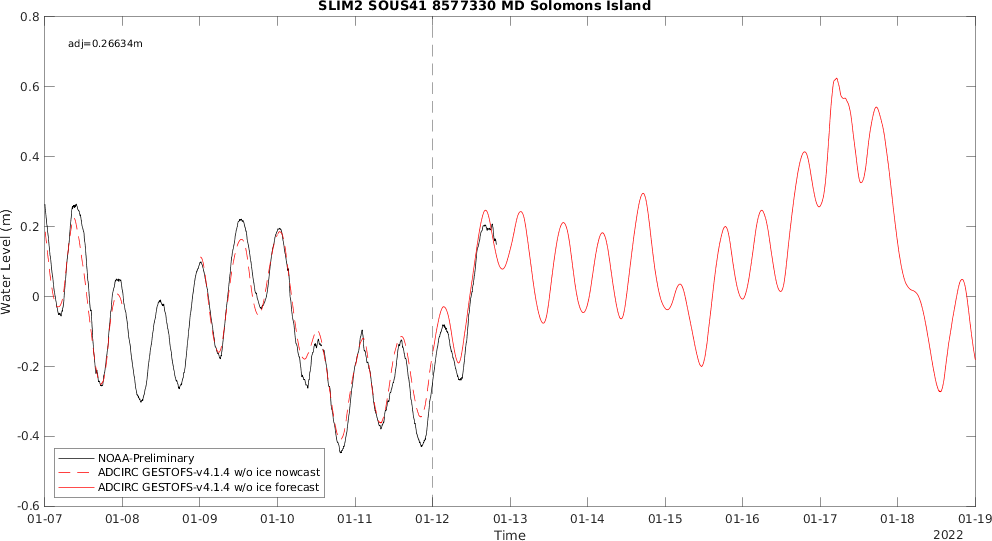 SLIM2 SOUS41 8577330 MD Solomons Island
adj=0.26634m
0.8
0.6
0.4
0.2
0
-0.2
-0.4
-0.6
Water Level (m)
NOAA-Preliminary
ADCIRC GESTOFS-v4.1.4 w/o ice nowcast
ADCIRC GESTOFS-v4.1.4 w/o ice forecast
01-07 01-08 01-09 01-10 01-11 01-12 01-13 01-14 01-15 01-16 01-17 01-18 01-19
Time
2022